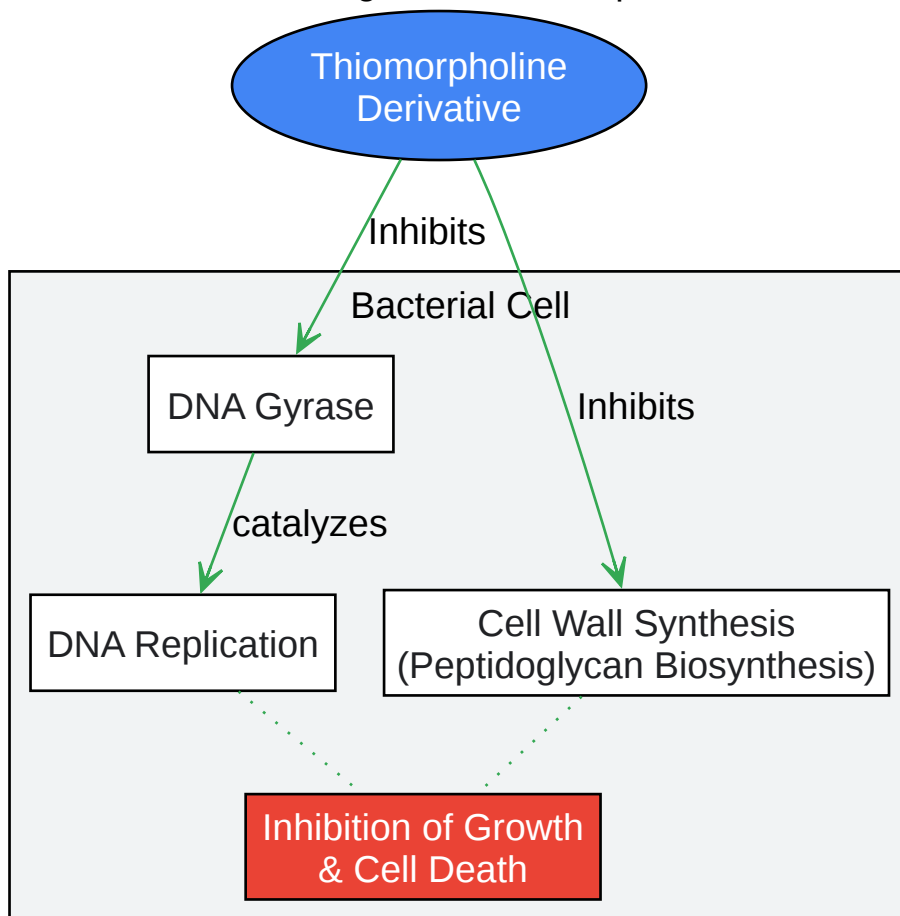 Thiomorpholine
Derivative
Inhibits
Bacterial Cell
DNA Gyrase
Inhibits
catalyzes
DNA Replication
Cell Wall Synthesis
(Peptidoglycan Biosynthesis)
Inhibition of Growth
& Cell Death